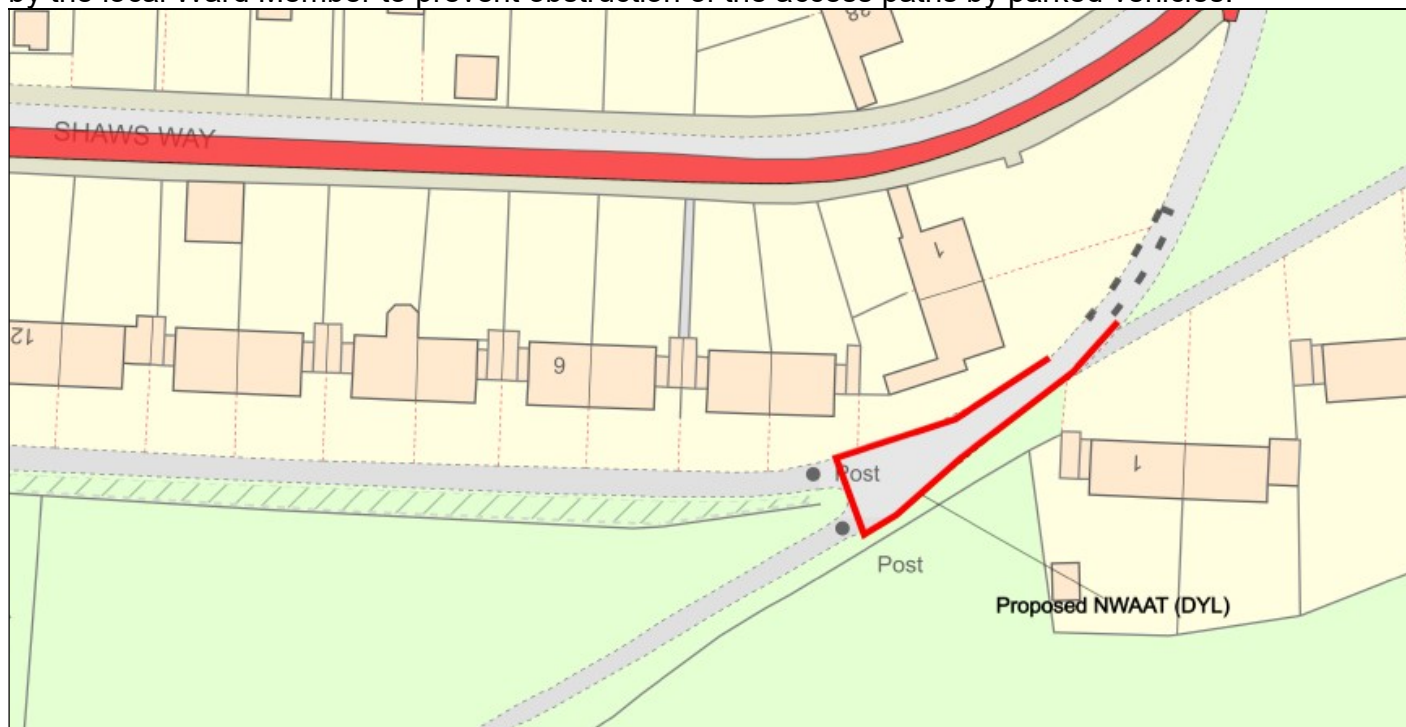 by the local Ward Member to prevent obstruction of the access paths by parked vehicles.
38
SHAWS WAY
1
12
9
Post
1
Post
Proposed NWAAT (DYL)